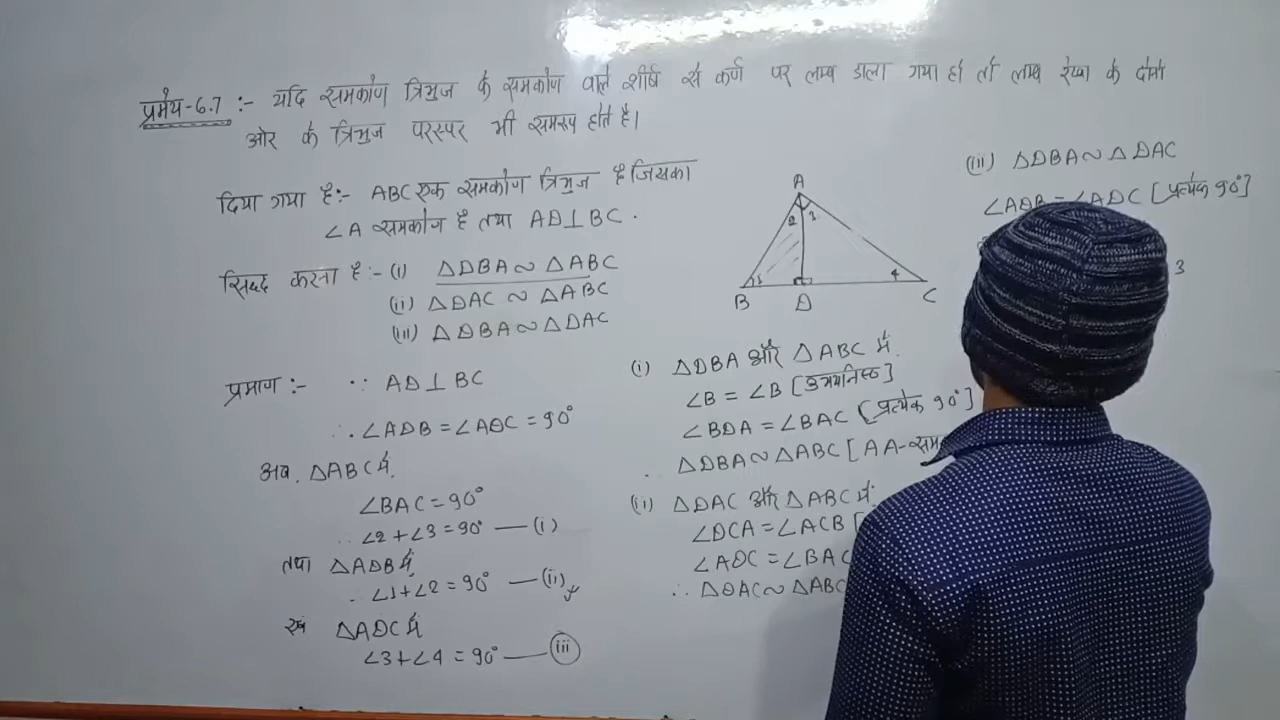 प्रमेय-6.7 :- यदि समकोण त्रिभुज के समकोण वाले शीर्ष से कर्ण पर लम्ब डाला गया हो तो लम्ब रेखा के दोनो
ओर के त्रिभुज परस्पर भी समरूप होते है।
दिया गया है:- ABC एक समकोण त्रिभुज है जिसका
∠A समकोण है तथा AD⊥BC.
सिद्ध करना है:- (i) △DBA ~ △ABC
(ii) △DAC ~ △ABC
(iii) △DBA ~ △DAC
प्रमाण :- ∵ AD⊥BC
∴ ∠ADB = ∠ADC = 90°
अब, △ABC में,
∠BAC = 90°
∴ ∠2+∠3 = 90° — (i)
तथा △ADB में,
∴ ∠1+∠2 = 90° — (ii)
△ADC में
∠3+∠4 = 90° — (iii)
A
2
3
1
4
B
D
C
(i) △DBA और △ABC में.
∠B = ∠B [उभयनिष्ठ]
∠BDA = ∠BAC [प्रत्येक 90°]
∴ △DBA ~ △ABC [AA-
(ii) △DAC और △ABC में:
∠DCA = ∠ACB [
∠ADC = ∠BAC
∴ △DAC ~ △ABC
(iii) △DBA ~ △DAC
∠ADB = ∠ADC [प्रत्येक 90°]
3